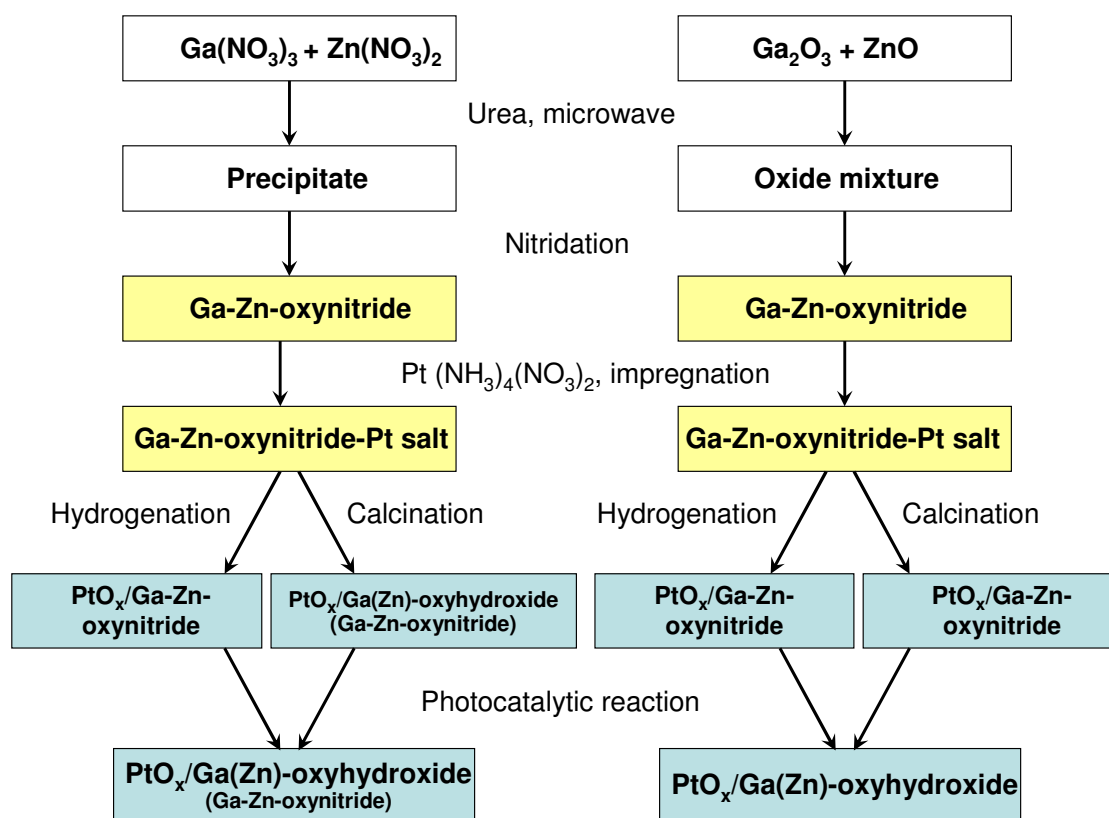 Ga(NO₃)₃ + Zn(NO₃)₂
Ga₂O₃ + ZnO
Urea, microwave
Precipitate
Oxide mixture
Nitridation
Ga-Zn-oxynitride
Ga-Zn-oxynitride
Pt (NH₃)₄(NO₃)₂, impregnation
Ga-Zn-oxynitride-Pt salt
Ga-Zn-oxynitride-Pt salt
Hydrogenation
Calcination
Hydrogenation
Calcination
PtOₓ/Ga-Zn-
oxynitride
PtOₓ/Ga(Zn)-oxyhydroxide
(Ga-Zn-oxynitride)
PtOₓ/Ga-Zn-
oxynitride
PtOₓ/Ga-Zn-
oxynitride
Photocatalytic reaction
PtOₓ/Ga(Zn)-oxyhydroxide
(Ga-Zn-oxynitride)
PtOₓ/Ga(Zn)-oxyhydroxide